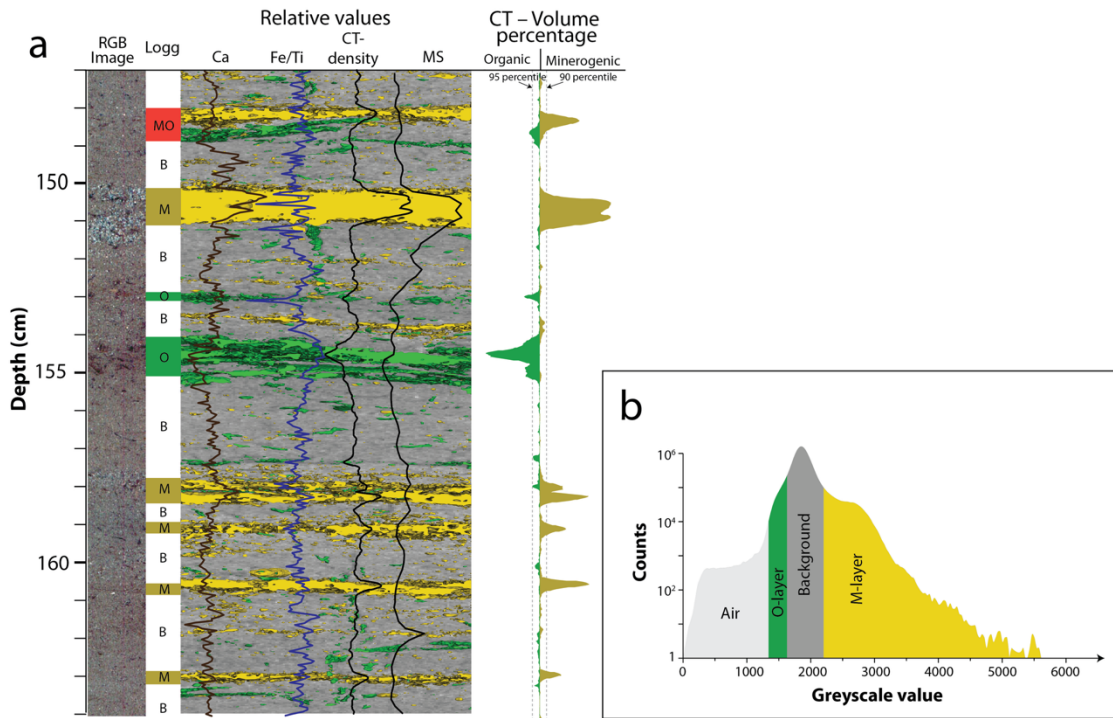 a
Relative values
CT – Volume
percentage
RGB
Image
Logg
Ca
Fe/Ti
CT-
density
MS
Organic
Minerogenic
95 percentile
90 percentile
MO
B
150
M
B
O
B
O
155
B
M
B
M
B
160
M
B
M
B
Depth (cm)
b
10⁶
10⁴
10²
1
Counts
Air
O-layer
Background
M-layer
0
1000
2000
3000
4000
5000
6000
Greyscale value